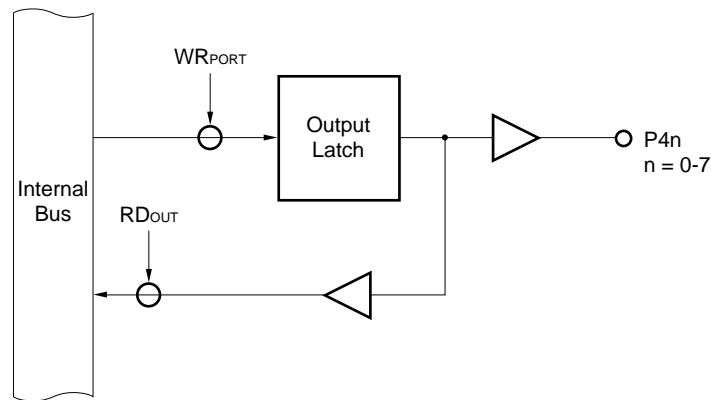 WRPORT
Output
Latch
P4n
n = 0-7
Internal
Bus
RDOUT